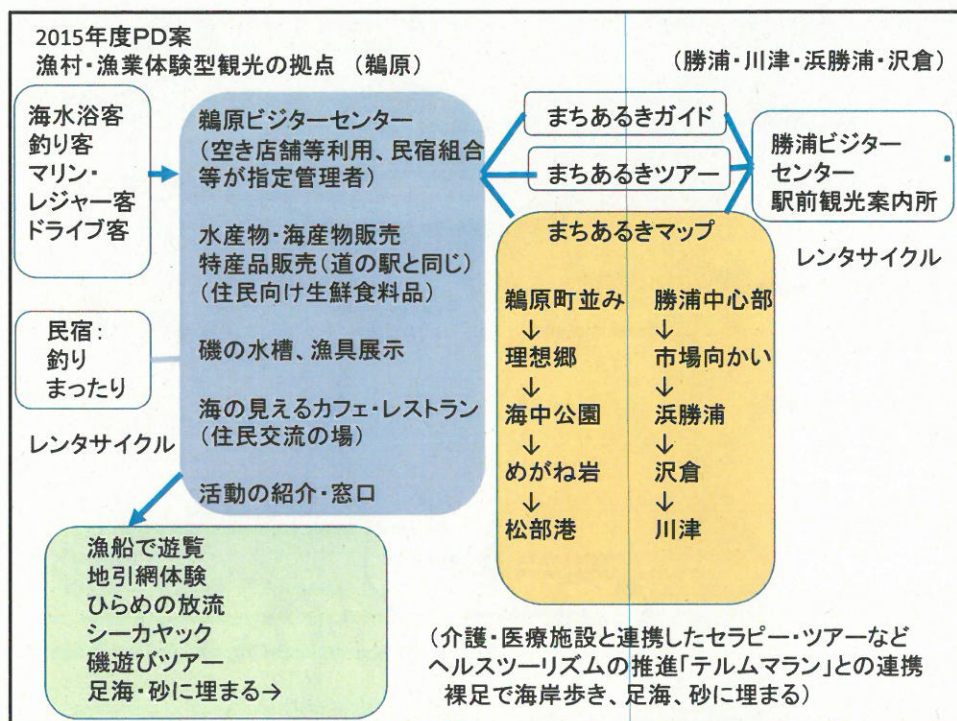 2015年度PD案
漁村・漁業体験型観光の拠点 （鵜原）
（勝浦・川津・浜勝浦・沢倉）
海水浴客
釣り客
マリン・
レジャー客
ドライブ客
民宿：
釣り
まったり
レンタサイクル
鵜原ビジターセンター
（空き店舗等利用、民宿組合
等が指定管理者）
水産物・海産物販売
特産品販売（道の駅と同じ）
（住民向け生鮮食料品）
磯の水槽、漁具展示
海の見えるカフェ・レストラン
（住民交流の場）
活動の紹介・窓口
漁船で遊覧
地引網体験
ひらめの放流
シーカヤック
磯遊びツアー
足海・砂に埋まる→
まちあるきガイド
まちあるきツアー
まちあるきマップ
鵜原町並み
↓
理想郷
↓
海中公園
↓
めがね岩
↓
松部港
勝浦中心部
↓
市場向かい
↓
浜勝浦
↓
沢倉
↓
川津
勝浦ビジター
センター
駅前観光案内所
レンタサイクル
（介護・医療施設と連携したセラピー・ツアーなど
ヘルスツーリズムの推進「テルムマラン」との連携
裸足で海岸歩き、足海、砂に埋まる）